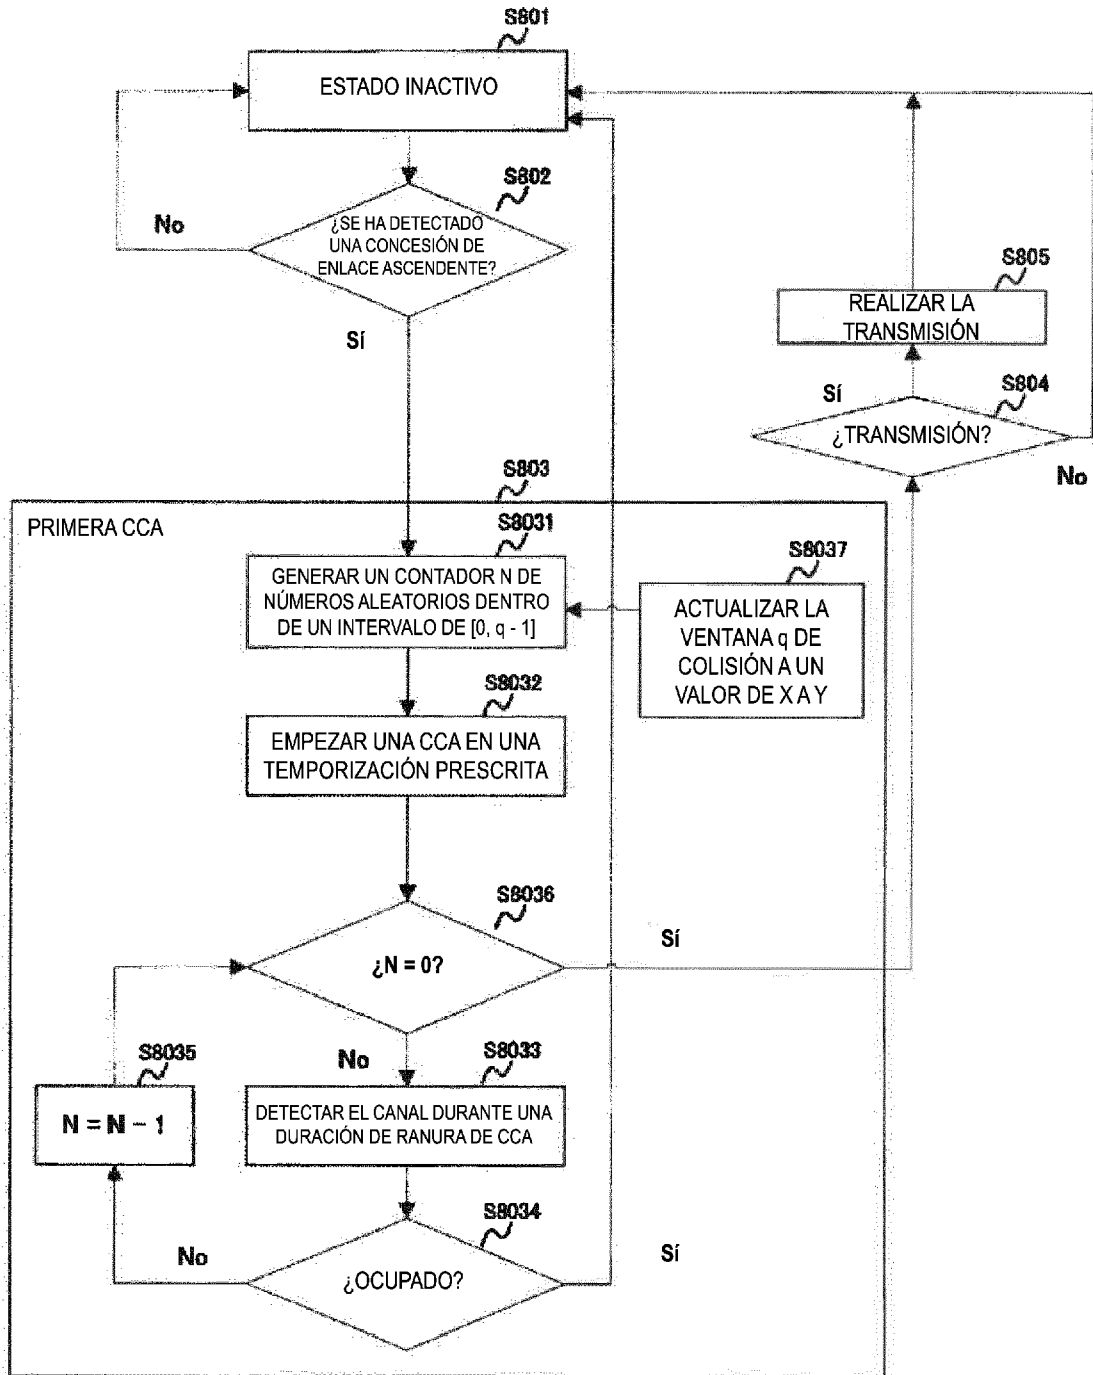 S801
ESTADO INACTIVO
S802
¿SE HA DETECTADO
UNA CONCESIÓN DE
ENLACE ASCENDENTE?
No
Sí
S805
REALIZAR LA
TRANSMISIÓN
Sí
S804
¿TRANSMISIÓN?
No
S803
PRIMERA CCA
S8031
GENERAR UN CONTADOR N DE
NÚMEROS ALEATORIOS DENTRO
DE UN INTERVALO DE [0, q - 1]
S8037
ACTUALIZAR LA
VENTANA q DE
COLISIÓN A UN
VALOR DE X A Y
S8032
EMPEZAR UNA CCA EN UNA
TEMPORIZACIÓN PRESCRITA
S8036
¿N = 0?
Sí
No
S8035
N = N - 1
S8033
DETECTAR EL CANAL DURANTE UNA
DURACIÓN DE RANURA DE CCA
S8034
¿OCUPADO?
No
Sí